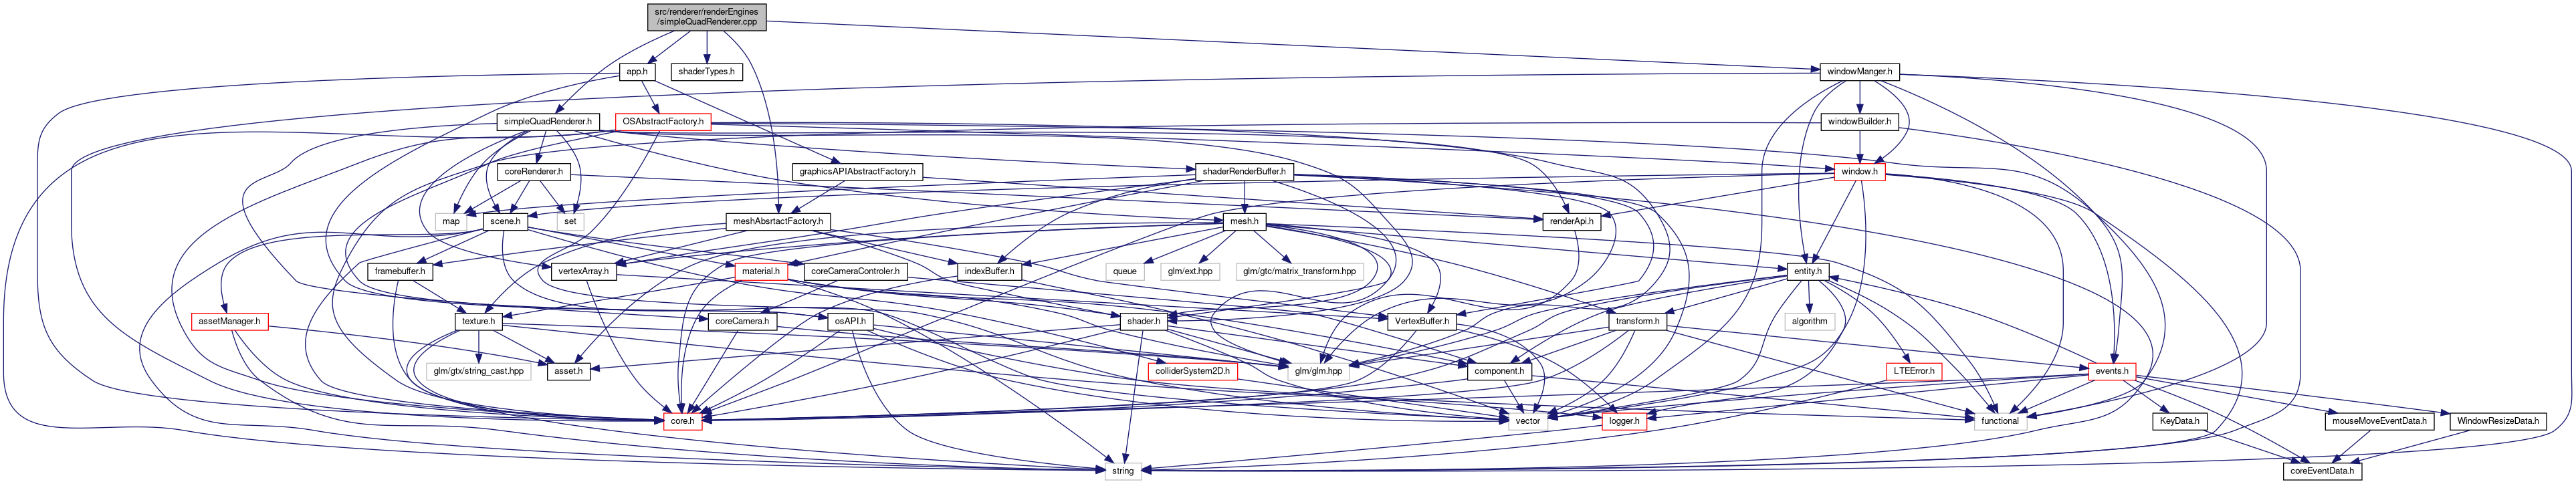 src/renderer/renderEngines
/simpleQuadRenderer.cpp
app.h
shaderTypes.h
windowManger.h
simpleQuadRenderer.h
OSAbstractFactory.h
windowBuilder.h
coreRenderer.h
graphicsAPIAbstractFactory.h
shaderRenderBuffer.h
window.h
map
scene.h
set
meshAbsrtactFactory.h
mesh.h
renderApi.h
framebuffer.h
vertexArray.h
material.h
coreCameraControler.h
indexBuffer.h
queue
glm/ext.hpp
glm/gtc/matrix_transform.hpp
entity.h
assetManager.h
texture.h
coreCamera.h
osAPI.h
shader.h
VertexBuffer.h
transform.h
algorithm
glm/gtx/string_cast.hpp
asset.h
colliderSystem2D.h
glm/glm.hpp
component.h
LTEError.h
events.h
core.h
vector
logger.h
functional
KeyData.h
mouseMoveEventData.h
WindowResizeData.h
string
coreEventData.h